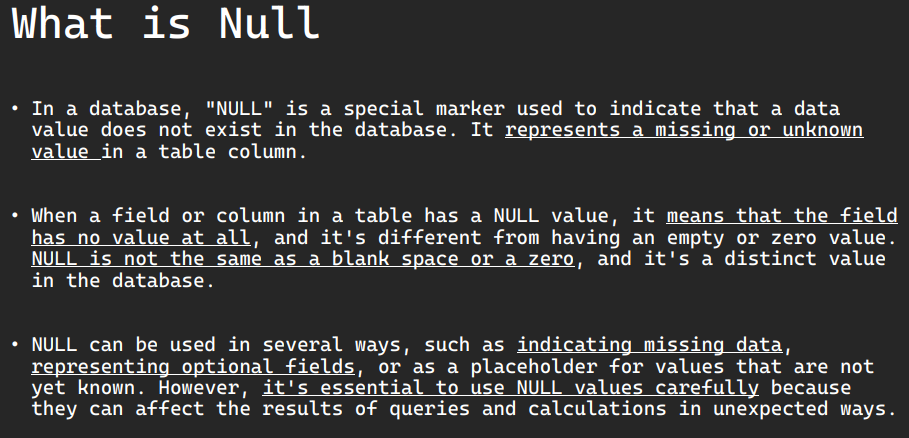 What is Null
• In a database, "NULL" is a special marker used to indicate that a data
value does not exist in the database. It represents a missing or unknown
value in a table column.
• When a field or column in a table has a NULL value, it means that the field
has no value at all, and it's different from having an empty or zero value.
NULL is not the same as a blank space or a zero, and it's a distinct value
in the database.
• NULL can be used in several ways, such as indicating missing data,
representing optional fields, or as a placeholder for values that are not
yet known. However, it's essential to use NULL values carefully because
they can affect the results of queries and calculations in unexpected ways.